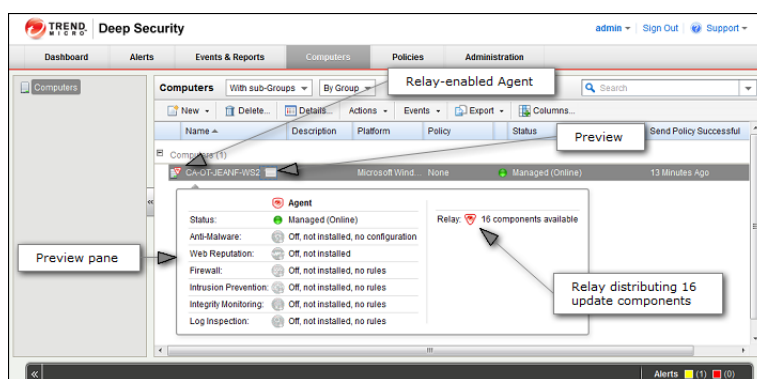 TREND MICRO Deep Security
admin Sign Out Support
Dashboard Alerts Events & Reports Computers Policies Administration
Computers
Computers With sub-Groups By Group Search
Relay-enabled Agent
New Delete... Details... Actions Events Export Columns...
Name Description Platform Policy Status Send Policy Successful
Preview
Computers (1)
CA-OT-JEANF-WS2 Microsoft Wind... None Managed (Online) 13 Minutes Ago
Agent
Status: Managed (Online)
Relay: 16 components available
Anti-Malware: Off, not installed, no configuration
Web Reputation: Off, not installed
Firewall: Off, not installed, no rules
Intrusion Prevention: Off, not installed, no rules
Integrity Monitoring: Off, not installed, no rules
Log Inspection: Off, not installed, no rules
Preview pane
Relay distributing 16
update components
Alerts (1) (0)